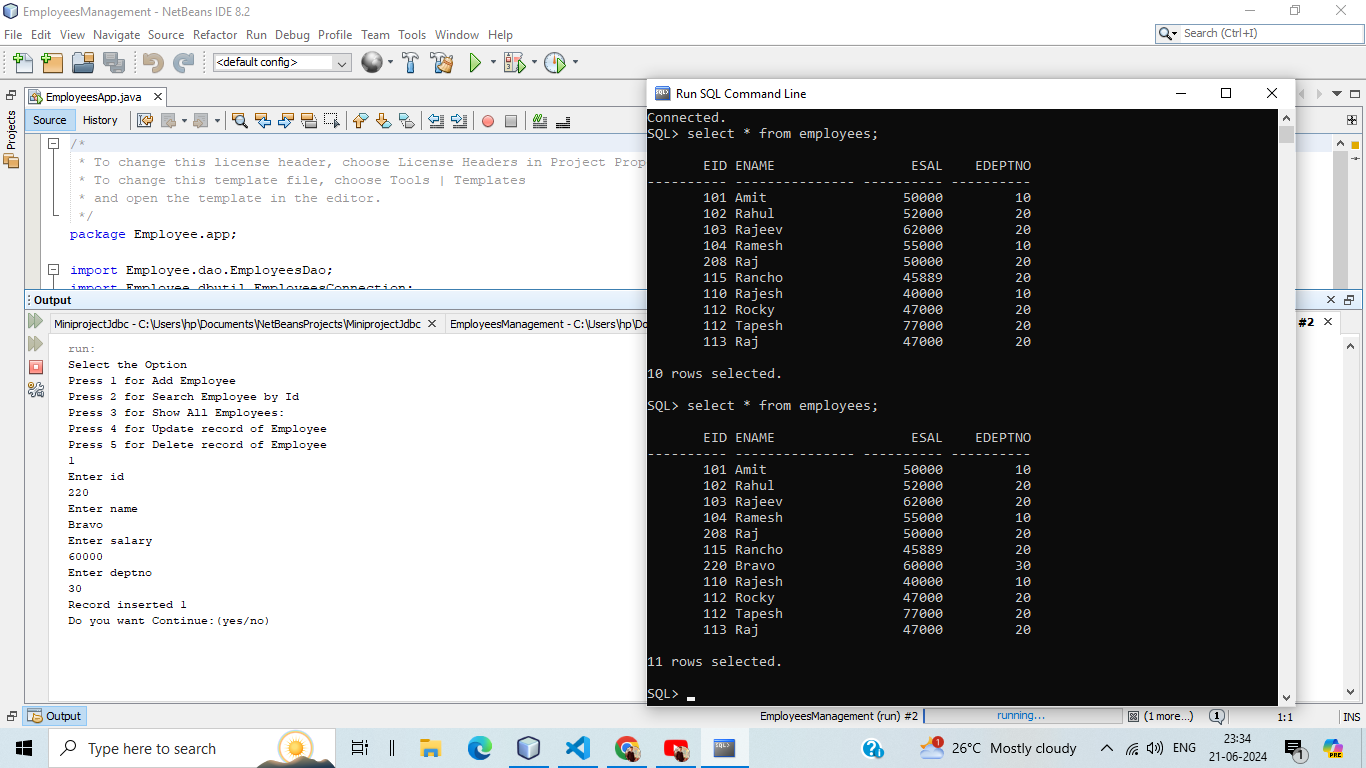 EmployeesManagement - NetBeans IDE 8.2
File Edit View Navigate Source Refactor Run Debug Profile Team Tools Window Help
Search (Ctrl+I)
<default config>
Projects
EmployeesApp.java
Source History
/*
* To change this license header, choose License Headers in Project Prop
* To change this template file, choose Tools | Templates
* and open the template in the editor.
*/
package Employee.app;
import Employee.dao.EmployeesDao;
import Employee.dbutil.EmployeesConnection;
Output
MiniprojectJdbc - C:\Users\hp\Documents\NetBeansProjects\MiniprojectJdbc
EmployeesManagement - C:\Users\hp\Do
#2
run:
Select the Option
Press 1 for Add Employee
Press 2 for Search Employee by Id
Press 3 for Show All Employees:
Press 4 for Update record of Employee
Press 5 for Delete record of Employee
1
Enter id
220
Enter name
Bravo
Enter salary
60000
Enter deptno
30
Record inserted 1
Do you want Continue:(yes/no)
Run SQL Command Line
Connected.
SQL> select * from employees;
EID ENAME ESAL EDEPTNO
---------- --------------- ---------- ----------
101 Amit 50000 10
102 Rahul 52000 20
103 Rajeev 62000 20
104 Ramesh 55000 10
208 Raj 50000 20
115 Rancho 45889 20
110 Rajesh 40000 10
112 Rocky 47000 20
112 Tapesh 77000 20
113 Raj 47000 20
10 rows selected.
SQL> select * from employees;
EID ENAME ESAL EDEPTNO
---------- --------------- ---------- ----------
101 Amit 50000 10
102 Rahul 52000 20
103 Rajeev 62000 20
104 Ramesh 55000 10
208 Raj 50000 20
115 Rancho 45889 20
220 Bravo 60000 30
110 Rajesh 40000 10
112 Rocky 47000 20
112 Tapesh 77000 20
113 Raj 47000 20
11 rows selected.
SQL>
Output
EmployeesManagement (run) #2
running...
(1 more...)
1
1:1
INS
Type here to search
SQL>
1
26°C Mostly cloudy
ENG
23:34
21-06-2024
1
PRE